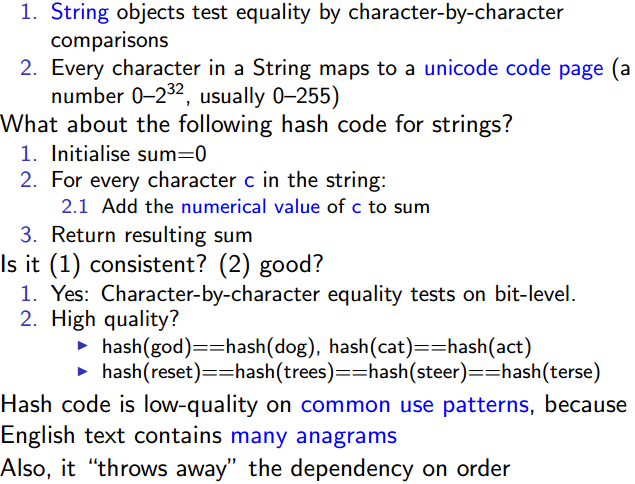 1. String objects test equality by character-by-character
comparisons
2. Every character in a String maps to a unicode code page (a
number 0–2³², usually 0–255)
What about the following hash code for strings?
1. Initialise sum=0
2. For every character c in the string:
2.1 Add the numerical value of c to sum
3. Return resulting sum
Is it (1) consistent? (2) good?
1. Yes: Character-by-character equality tests on bit-level.
2. High quality?
▶ hash(god)==hash(dog), hash(cat)==hash(act)
▶ hash(reset)==hash(trees)==hash(steer)==hash(terse)
Hash code is low-quality on common use patterns, because
English text contains many anagrams
Also, it “throws away” the dependency on order